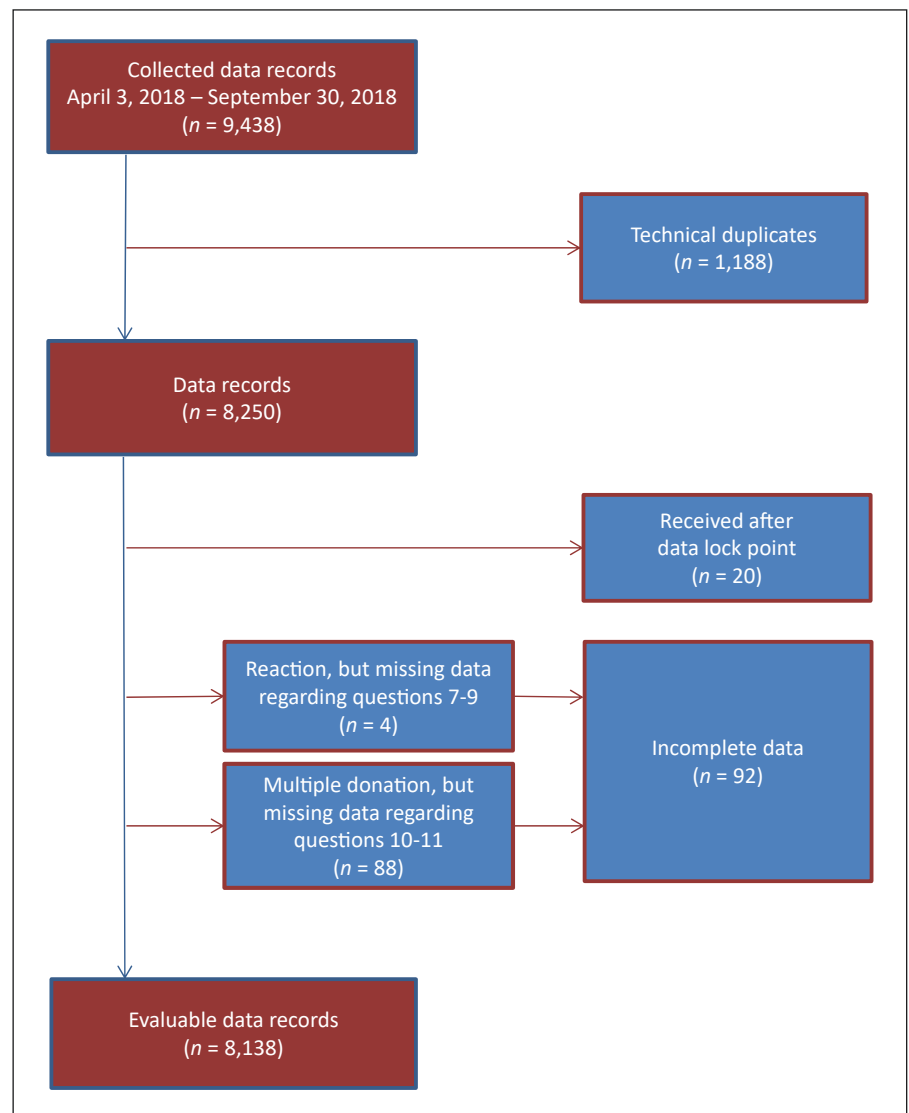 Collected data records
April 3, 2018 – September 30, 2018
(n = 9,438)
Technical duplicates
(n = 1,188)
Data records
(n = 8,250)
Received after
data lock point
(n = 20)
Reaction, but missing data
regarding questions 7-9
(n = 4)
Incomplete data
(n = 92)
Multiple donation, but
missing data regarding
questions 10-11
(n = 88)
Evaluable data records
(n = 8,138)